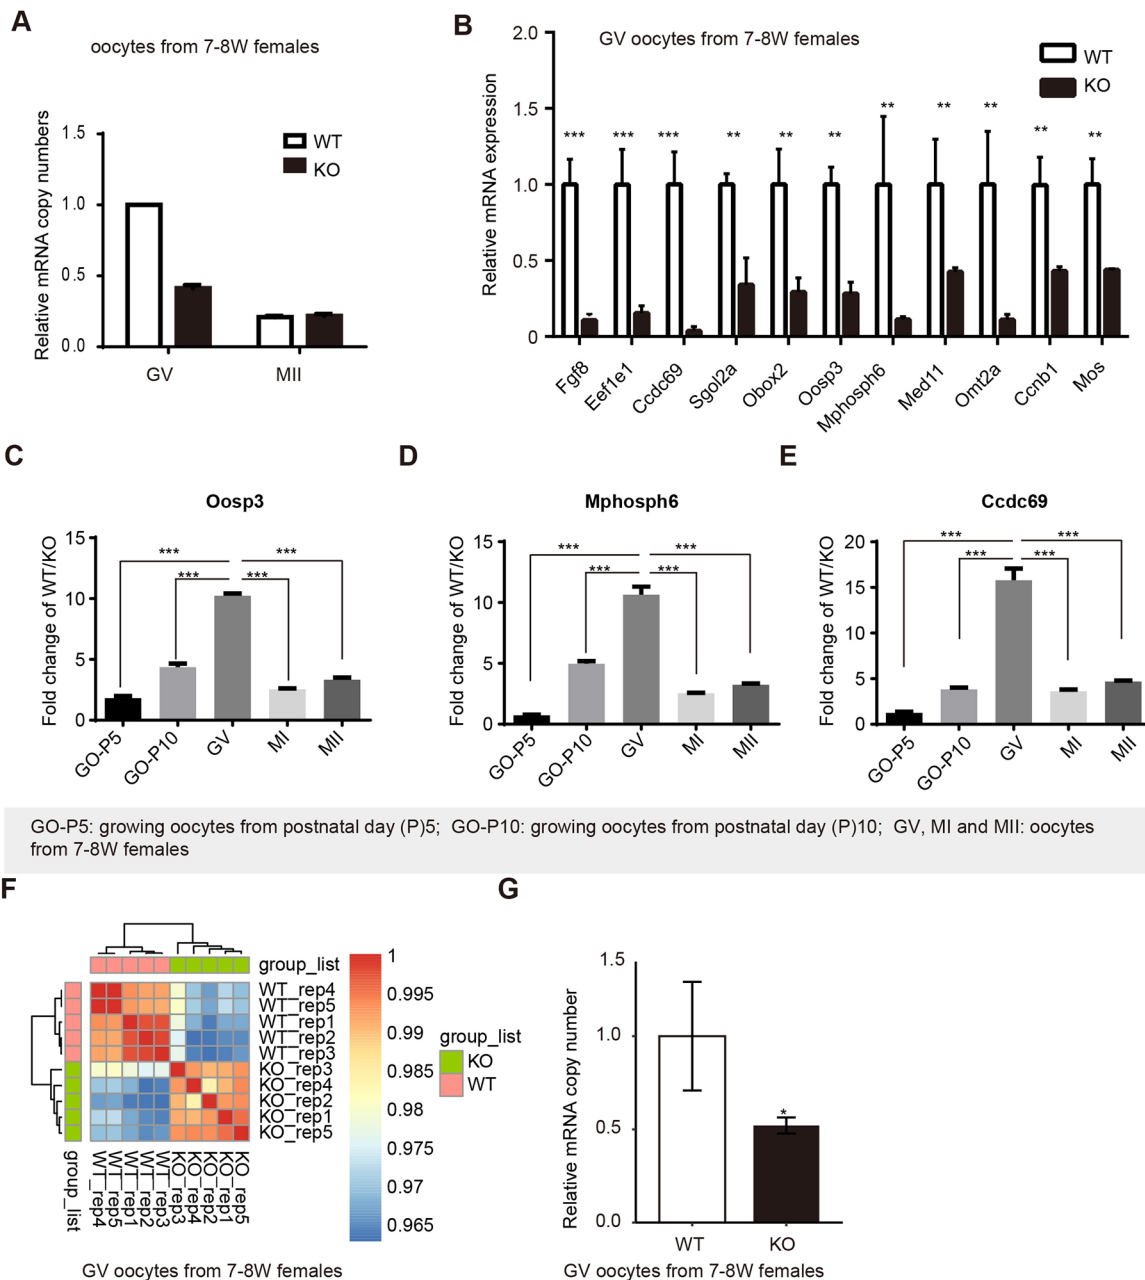 A
oocytes from 7-8W females
Relative mRNA copy numbers
1.5
1.0
0.5
0.0
WT
KO
GV
MII
B
GV oocytes from 7-8W females
Relative mRNA expression
2.0
1.5
1.0
0.5
0
WT
KO
***
***
***
**
**
**
**
**
**
**
**
Fgf8
Eef1e1
Ccdc69
Sgol2a
Obox2
Oosp3
Mphosph6
Med11
Omt2a
Ccnb1
Mos
C
Oosp3
Fold change of WT/KO
15
10
5
0
***
***
***
***
GO-P5
GO-P10
GV
MI
MII
D
Mphosph6
Fold change of WT/KO
15
10
5
0
***
***
***
***
GO-P5
GO-P10
GV
MI
MII
E
Ccdc69
Fold change of WT/KO
20
15
10
5
0
***
***
***
***
GO-P5
GO-P10
GV
MI
MII
GO-P5: growing oocytes from postnatal day (P)5; GO-P10: growing oocytes from postnatal day (P)10; GV, MI and MII: oocytes
from 7-8W females
F
group_list
WT_rep4
WT_rep5
WT_rep1
WT_rep2
WT_rep3
KO_rep3
KO_rep4
KO_rep2
KO_rep1
KO_rep5
group_list
WT_rep4
WT_rep5
WT_rep1
WT_rep2
WT_rep3
KO_rep3
KO_rep4
KO_rep2
KO_rep1
KO_rep5
1
0.995
0.99
0.985
0.98
0.975
0.97
0.965
group_list
KO
WT
GV oocytes from 7-8W females
G
Relative mRNA copy number
1.5
1.0
0.5
0.0
*
WT
KO
GV oocytes from 7-8W females